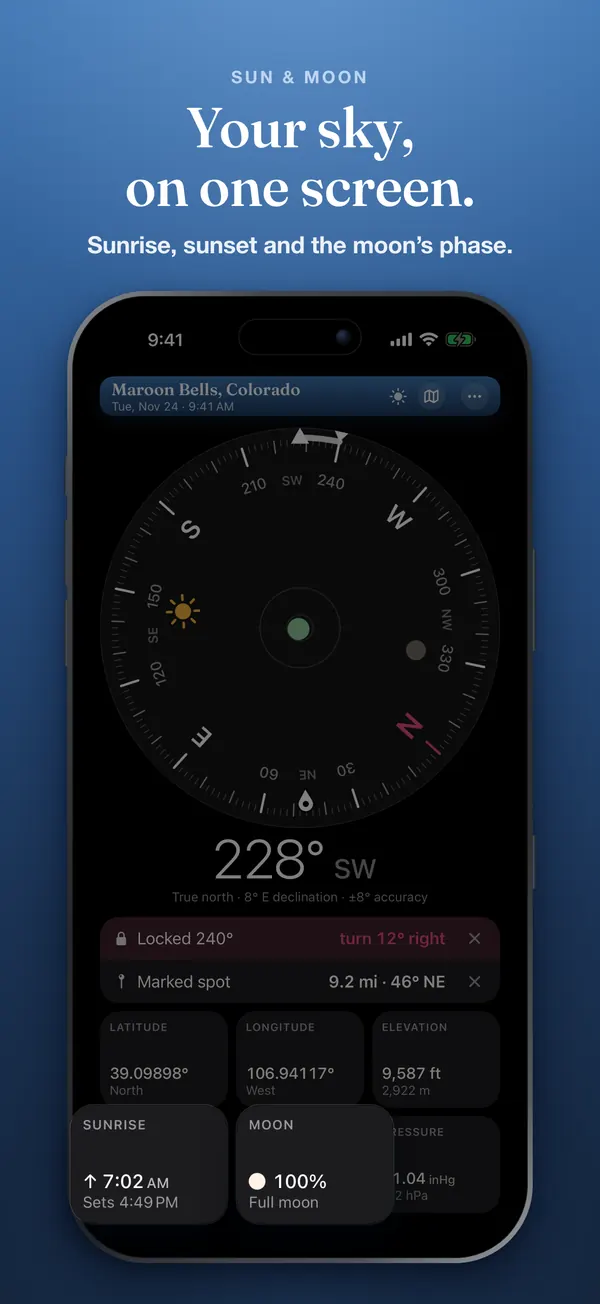 SUN & MOON
Your sky,
on one screen.
Sunrise, sunset and the moon's phase.
9:41
Maroon Bells, Colorado
Tue, Nov 24 · 9:41 AM
210 SW 240
S W
150 300
SE NW
120 330
E N
60 NE 30
228° SW
True north · 8° E declination · ±8° accuracy
Locked 240° turn 12° right
Marked spot 9.2 mi · 46° NE
LATITUDE LONGITUDE ELEVATION
39.09898° 106.94117° 9,587 ft
North West 2,922 m
SUNRISE MOON
↑ 7:02 AM 100% 1.04 inHg
Sets 4:49 PM Full moon 2 hPa